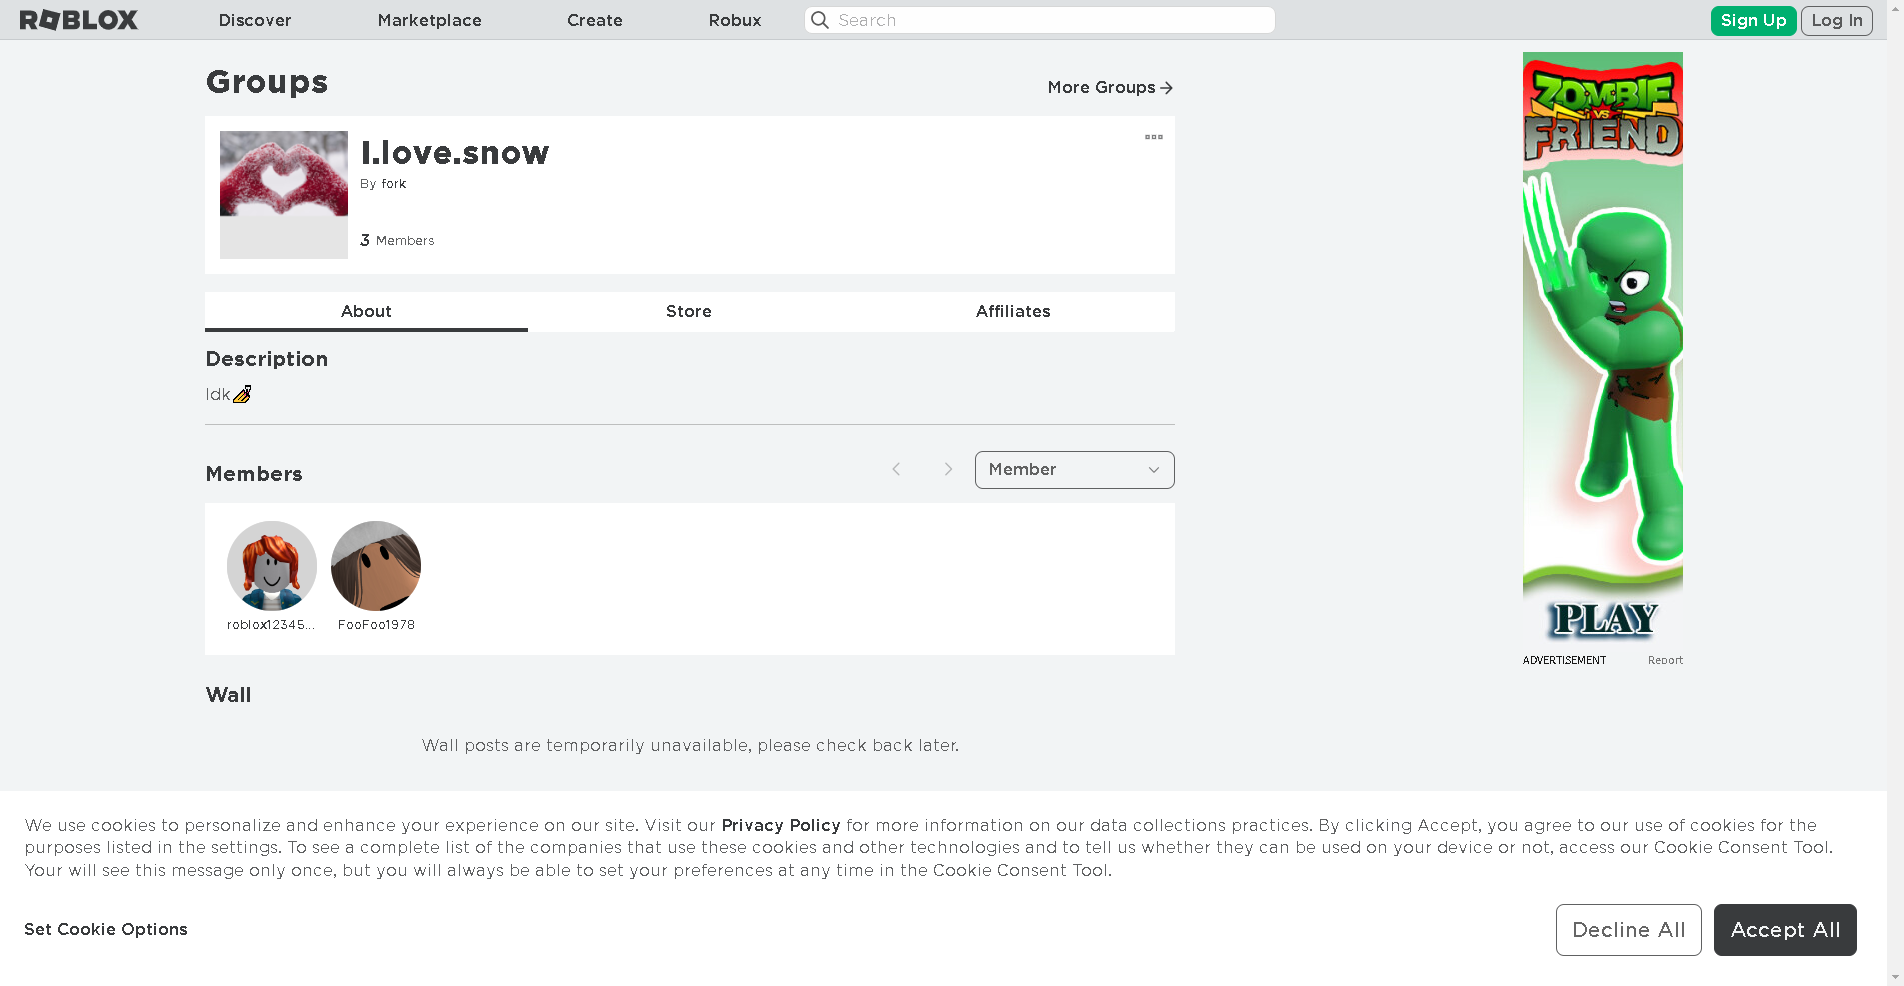 ROBLOX
Discover
Marketplace
Create
Robux
Search
Sign Up
Log In
Groups
More Groups
I.love.snow
By fork
3 Members
About
Store
Affiliates
Description
Idk
Members
Member
roblox12345...
FooFoo1978
Wall
Wall posts are temporarily unavailable, please check back later.
ZOMBIE
VS
FRIEND
PLAY
ADVERTISEMENT
Report
We use cookies to personalize and enhance your experience on our site. Visit our Privacy Policy for more information on our data collections practices. By clicking Accept, you agree to our use of cookies for the
purposes listed in the settings. To see a complete list of the companies that use these cookies and other technologies and to tell us whether they can be used on your device or not, access our Cookie Consent Tool.
Your will see this message only once, but you will always be able to set your preferences at any time in the Cookie Consent Tool.
Set Cookie Options
Decline All
Accept All